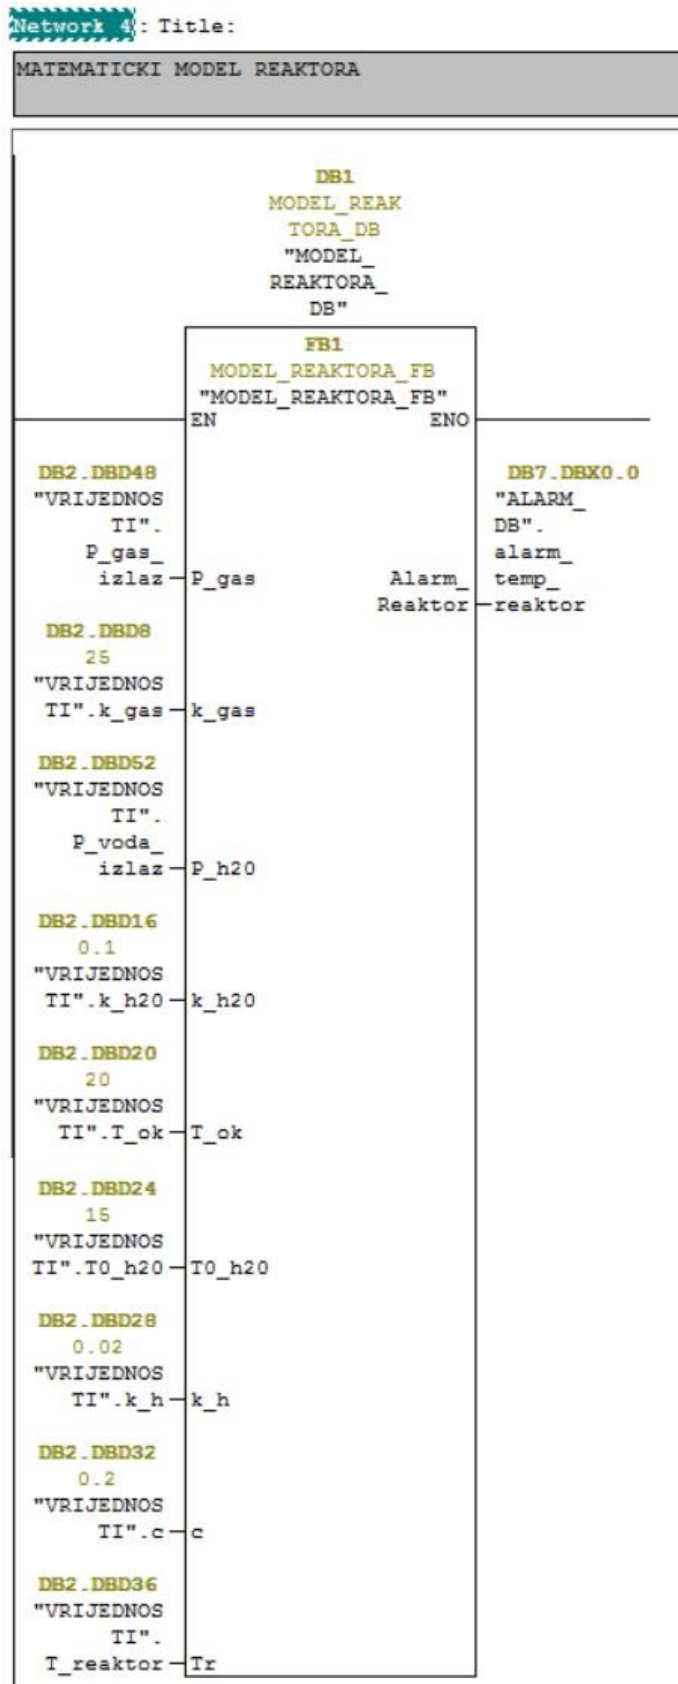 Network 4: Title:
MATEMATICKI MODEL REAKTORA
DB1
MODEL_REAK
TORA_DB
"MODEL_
REAKTORA_
DB"
FB1
MODEL_REAKTORA_FB
"MODEL_REAKTORA_FB"
EN ENO
DB2.DBD48
"VRIJEDNOS
TI".
P_gas_
izlaz P_gas
DB7.DBX0.0
"ALARM_
DB".
alarm_
Alarm_ temp_
Reaktor reaktor
DB2.DBD8
25
"VRIJEDNOS
TI".k_gas k_gas
DB2.DBD52
"VRIJEDNOS
TI".
P_voda_
izlaz P_h20
DB2.DBD16
0.1
"VRIJEDNOS
TI".k_h20 k_h20
DB2.DBD20
20
"VRIJEDNOS
TI".T_ok T_ok
DB2.DBD24
15
"VRIJEDNOS
TI".T0_h20 T0_h20
DB2.DBD28
0.02
"VRIJEDNOS
TI".k_h k_h
DB2.DBD32
0.2
"VRIJEDNOS
TI".c c
DB2.DBD36
"VRIJEDNOS
TI".
T_reaktor Tr